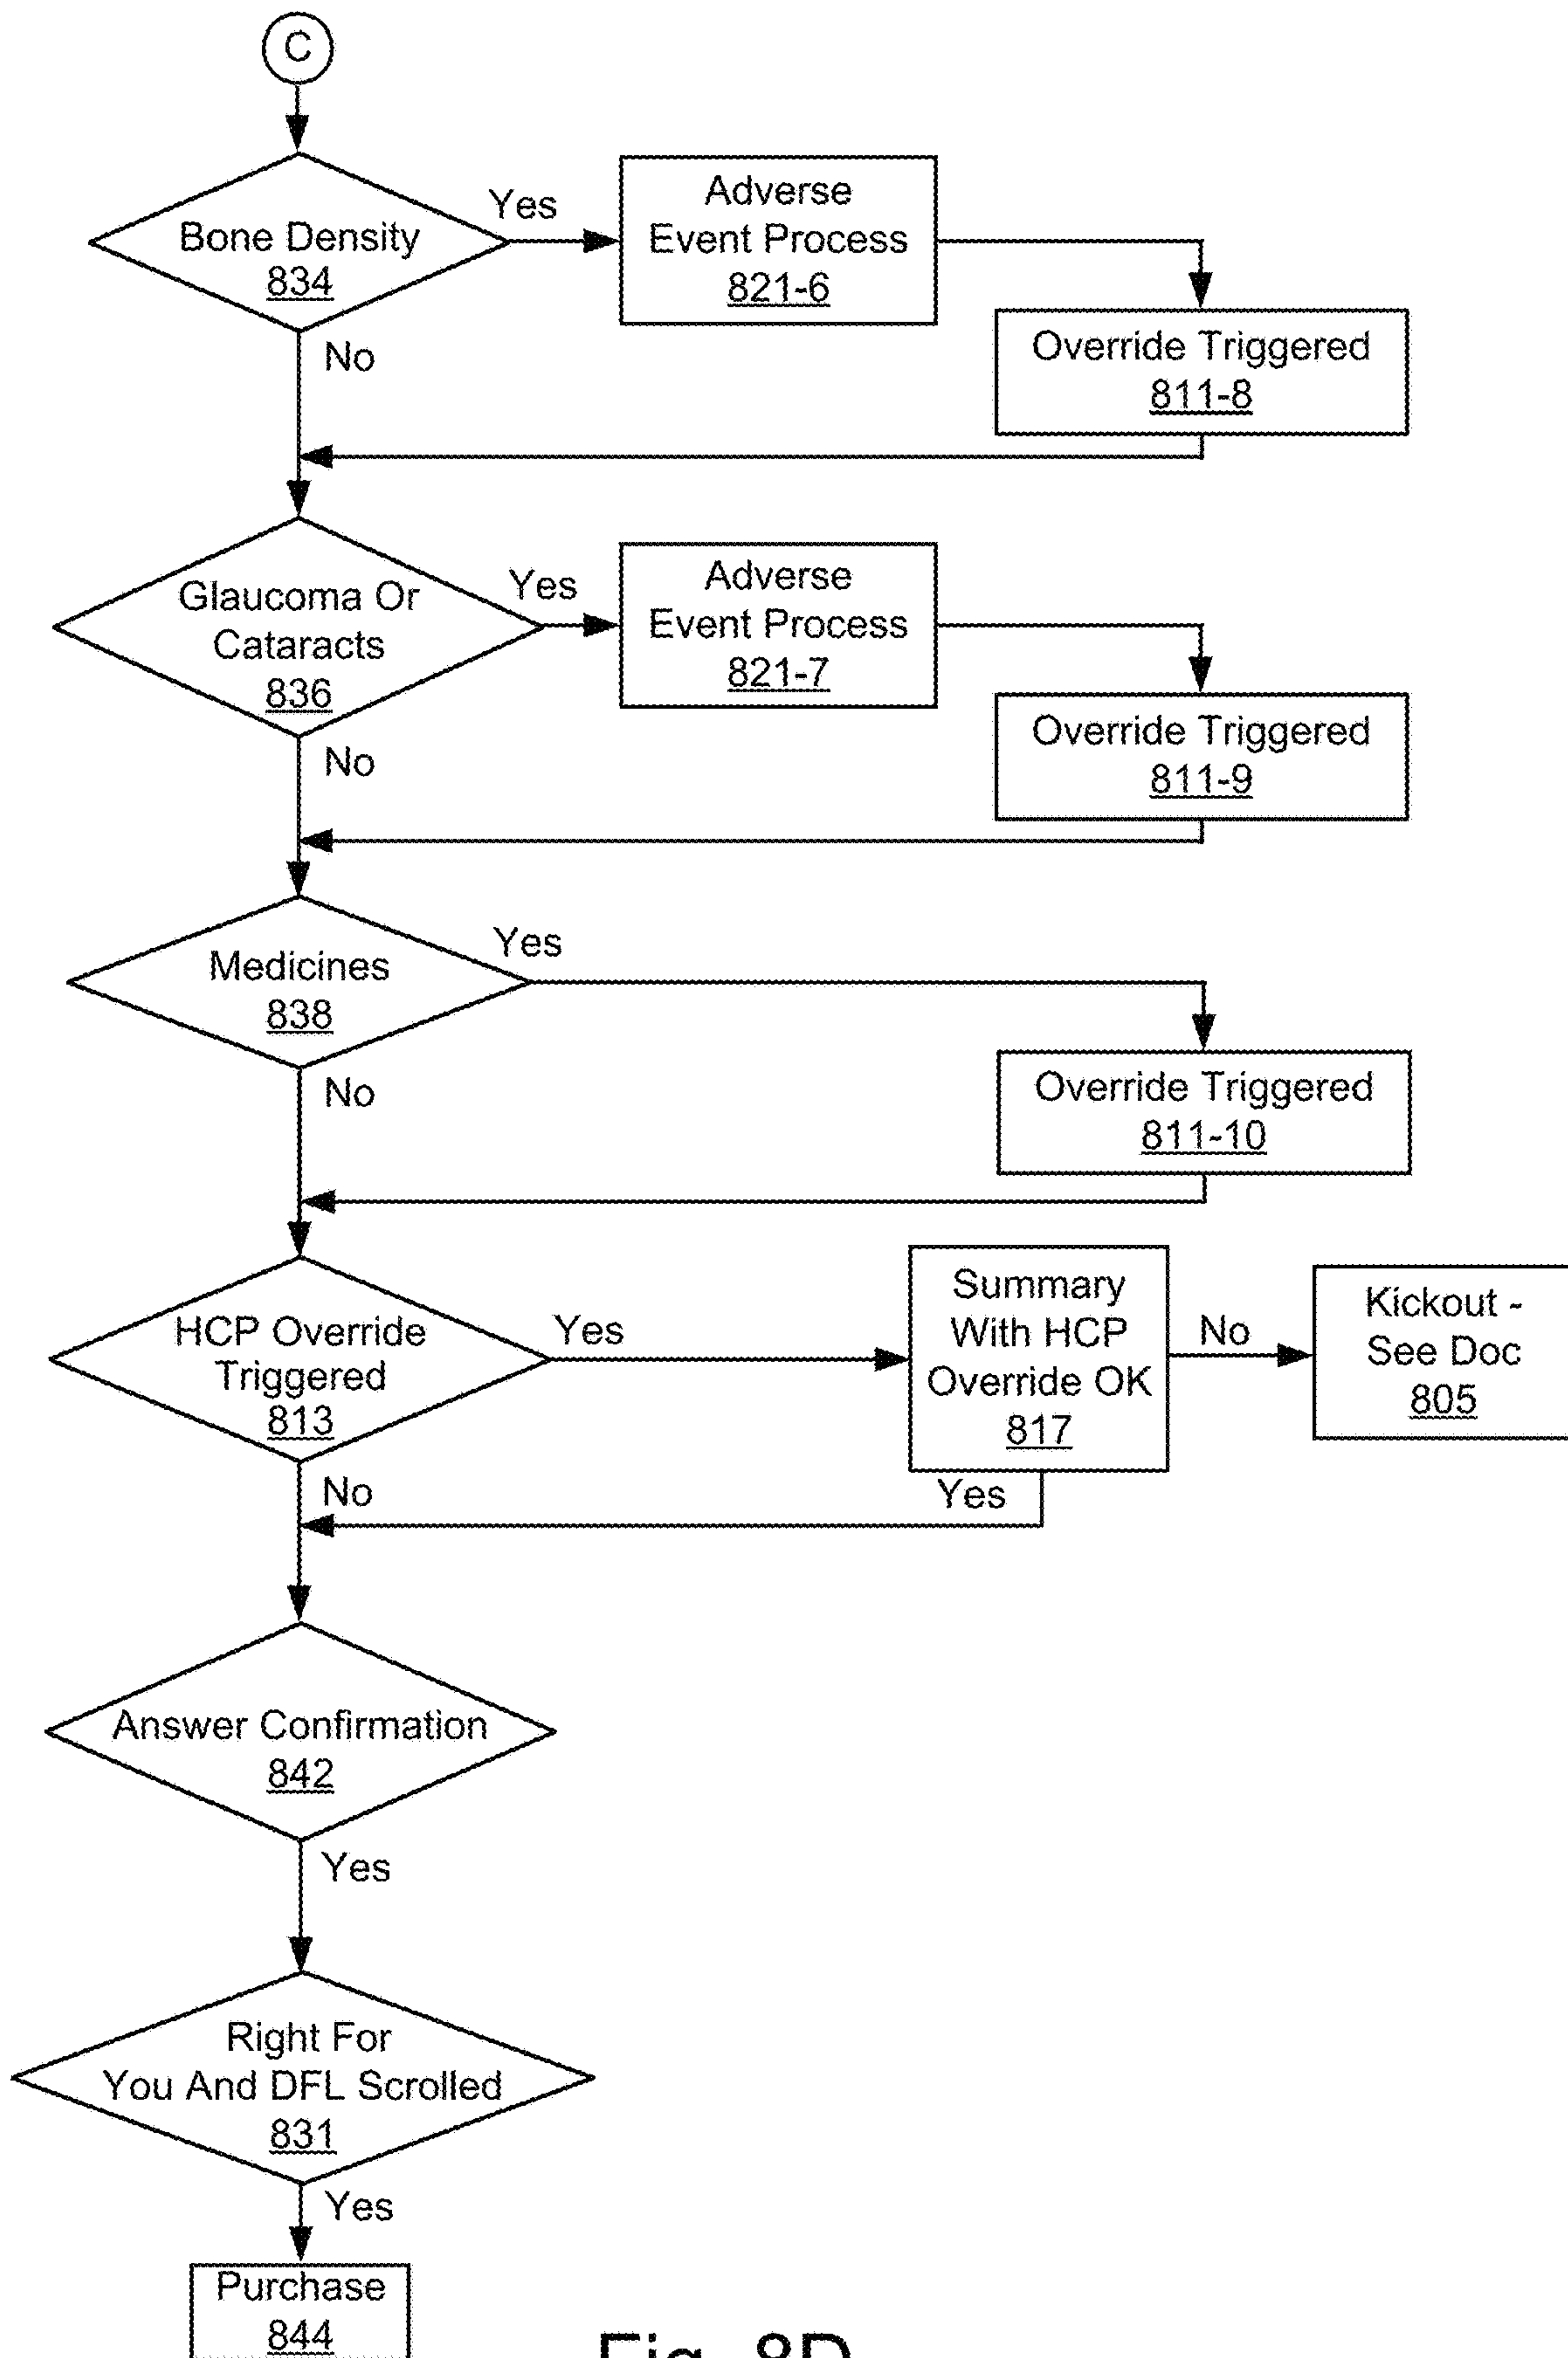 C
Yes
Bone Density
834
Adverse
Event Process
821-6
No
Override Triggered
811-8
Yes
Glaucoma Or
Cataracts
836
Adverse
Event Process
821-7
No
Override Triggered
811-9
Yes
Medicines
838
No
Override Triggered
811-10
HCP Override
Triggered
813
Yes
Summary
With HCP
Override OK
817
No
Kickout -
See Doc
805
No
Yes
Answer Confirmation
842
Yes
Right For
You And DFL Scrolled
831
Yes
Purchase
844
Fig. 8D